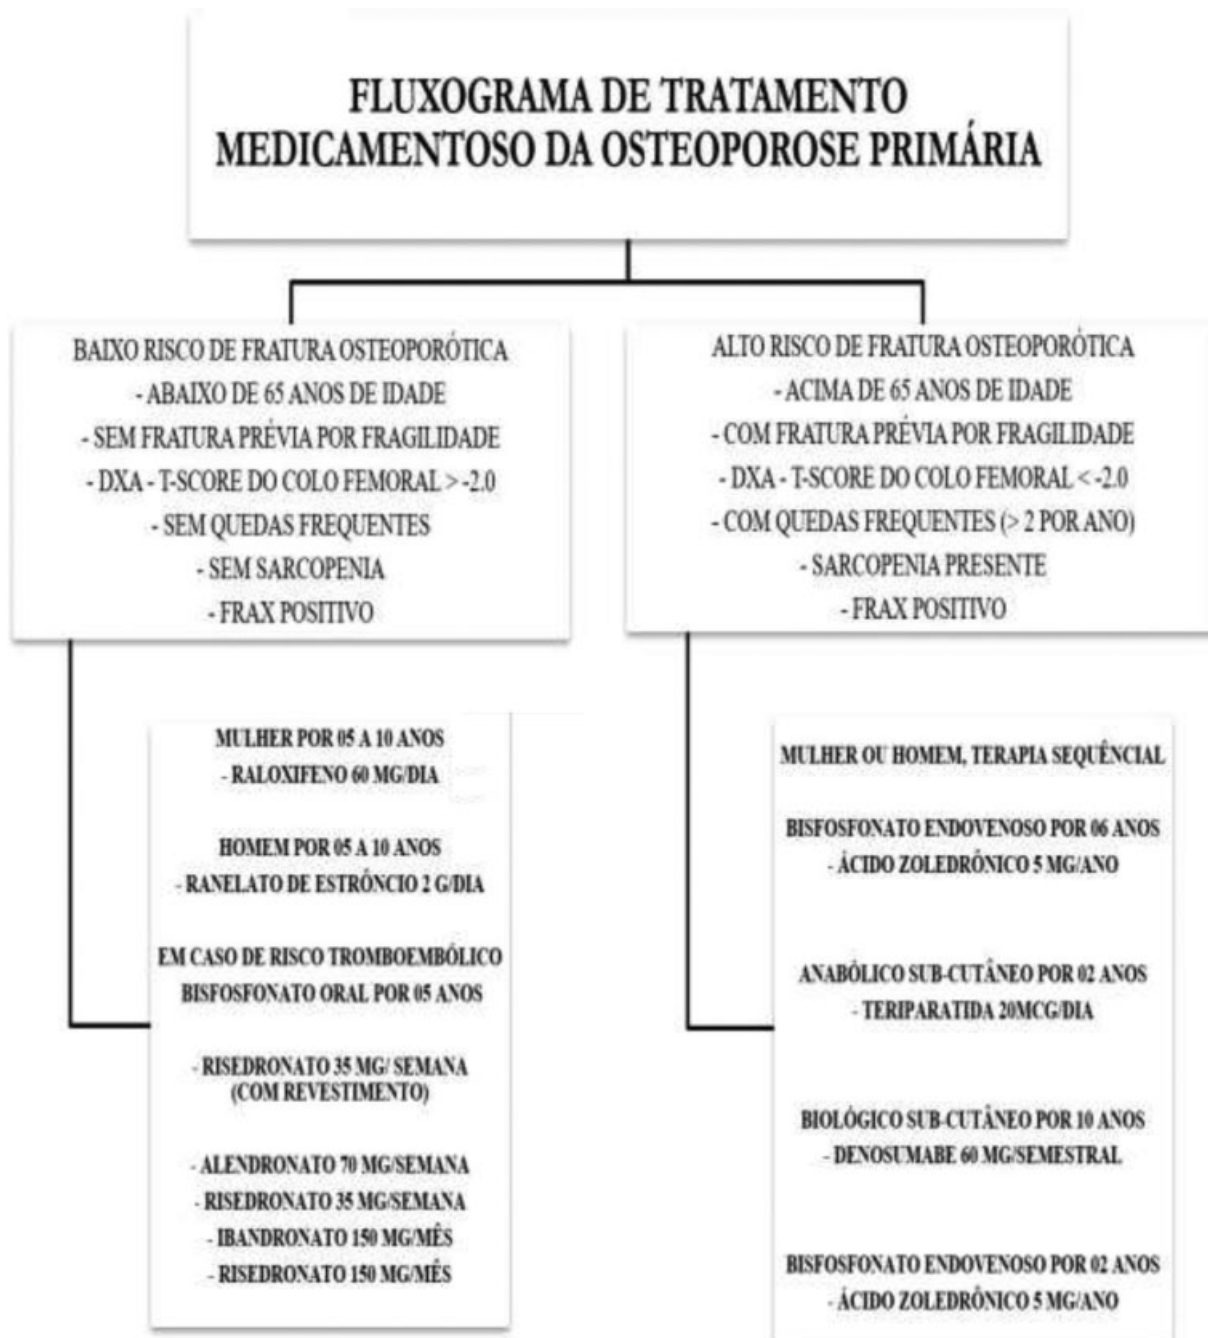 FLUXOGRAMA DE TRATAMENTO
MEDICAMENTOSO DA OSTEOPOROSE PRIMÁRIA
BAIXO RISCO DE FRATURA OSTEOPORÓTICA
- ABAIXO DE 65 ANOS DE IDADE
- SEM FRATURA PRÉVIA POR FRAGILIDADE
- DXA - T-SCORE DO COLO FEMORAL > -2.0
- SEM QUEDAS FREQUENTES
- SEM SARCOPENIA
- FRAX POSITIVO
ALTO RISCO DE FRATURA OSTEOPORÓTICA
- ACIMA DE 65 ANOS DE IDADE
- COM FRATURA PRÉVIA POR FRAGILIDADE
- DXA - T-SCORE DO COLO FEMORAL < -2.0
- COM QUEDAS FREQUENTES (> 2 POR ANO)
- SARCOPENIA PRESENTE
- FRAX POSITIVO
MULHER POR 05 A 10 ANOS
- RALOXIFENO 60 MG/DIA
HOMEM POR 05 A 10 ANOS
- RANELATO DE ESTRÔNCIO 2 G/DIA
EM CASO DE RISCO TROMBOEMBÓLICO
BISFOSFONATO ORAL POR 05 ANOS
- RISEDRONATO 35 MG/ SEMANA
(COM REVESTIMENTO)
- ALENDRONATO 70 MG/SEMANA
- RISEDRONATO 35 MG/SEMANA
- IBANDRONATO 150 MG/MÊS
- RISEDRONATO 150 MG/MÊS
MULHER OU HOMEM, TERAPIA SEQUÊNCIAL
BISFOSFONATO ENDOVENOSO POR 06 ANOS
- ÁCIDO ZOLEDRÔNICO 5 MG/ANO
ANABÓLICO SUB-CUTÂNEO POR 02 ANOS
- TERIPARATIDA 20MCG/DIA
BIOLÓGICO SUB-CUTÂNEO POR 10 ANOS
- DENOSUMABE 60 MG/SEMESTRAL
BISFOSFONATO ENDOVENOSO POR 02 ANOS
- ÁCIDO ZOLEDRÔNICO 5 MG/ANO